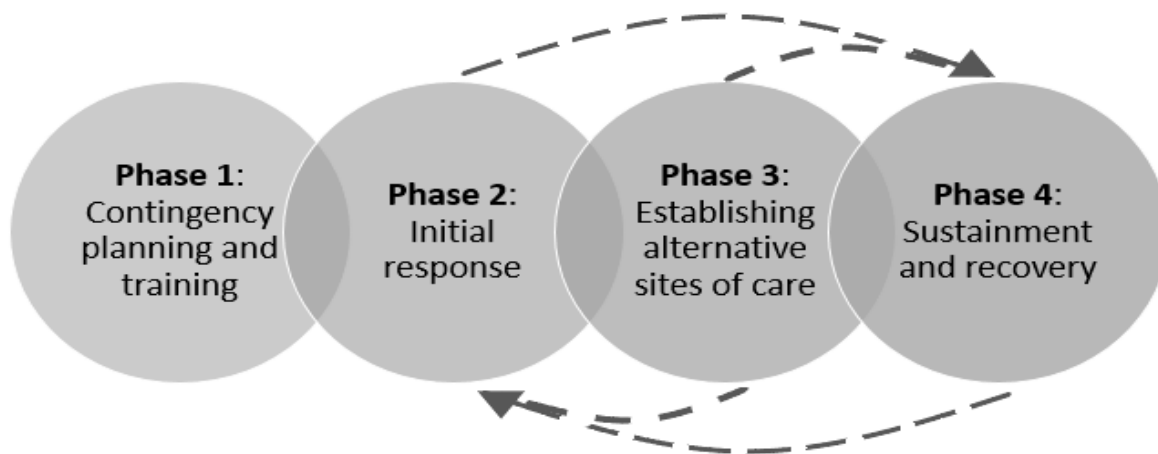 Phase 1:
Contingency
planning and
training
Phase 2:
Initial
response
Phase 3:
Establishing
alternative
sites of care
Phase 4:
Sustainment
and recovery